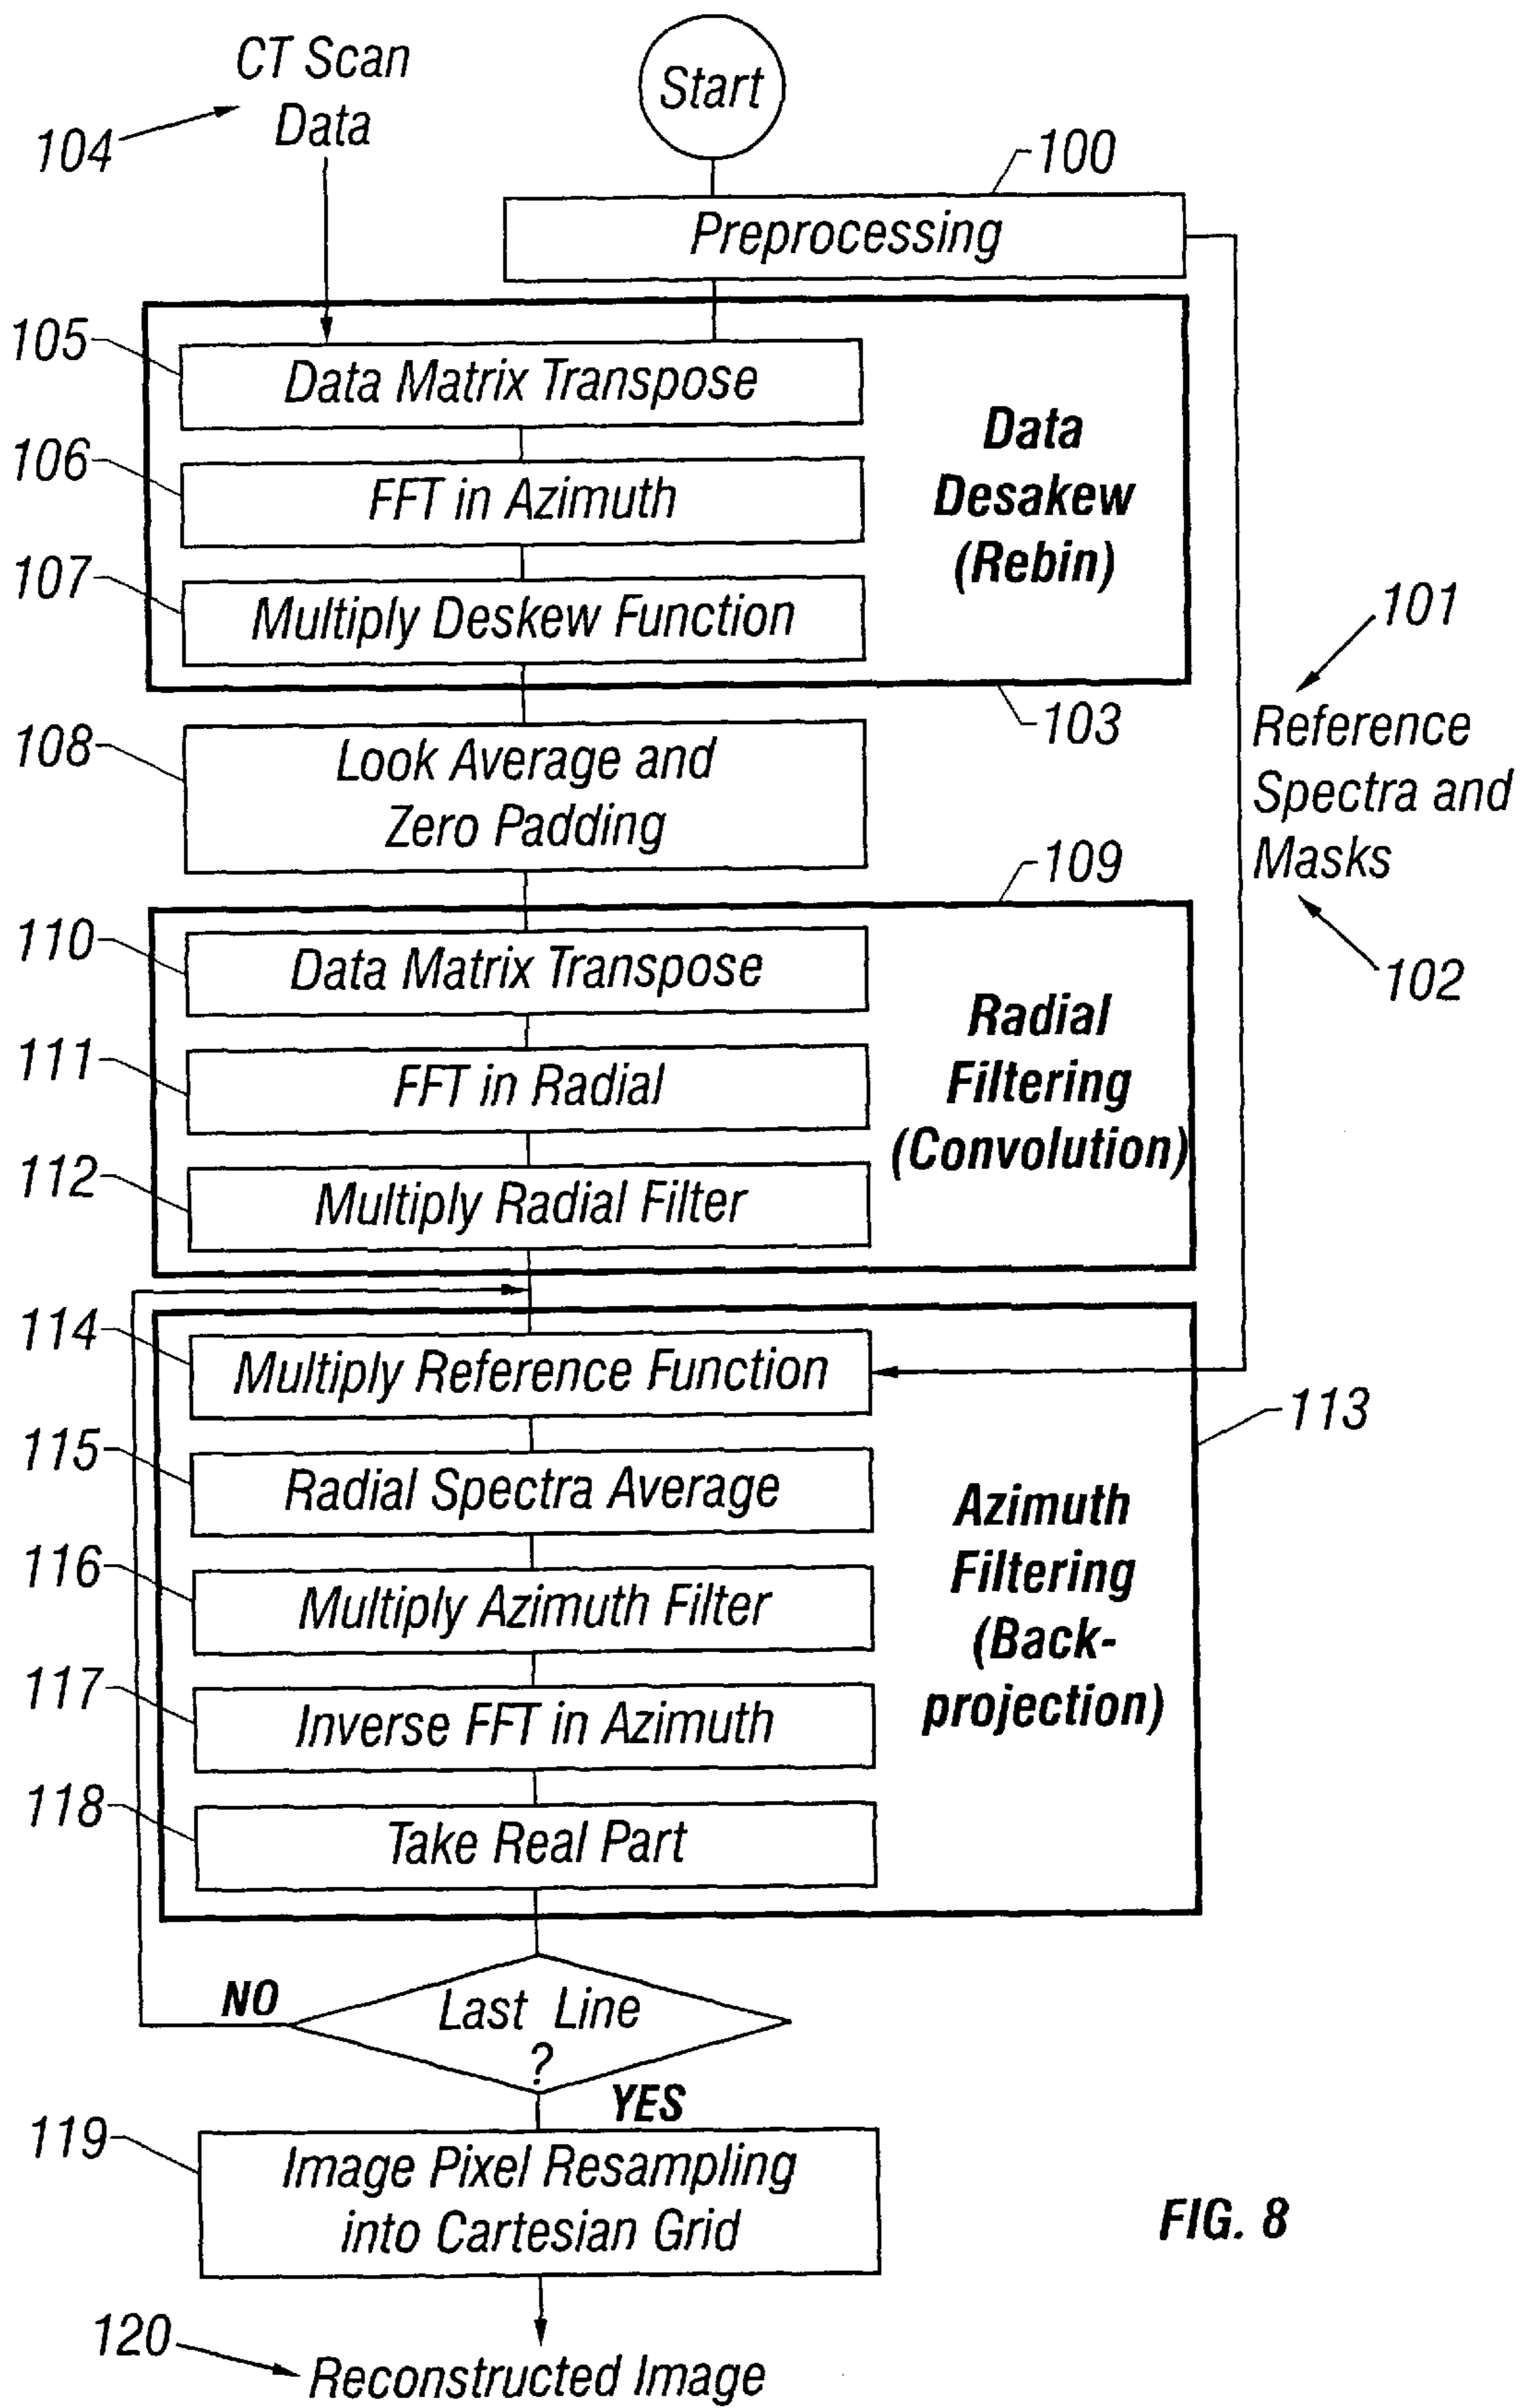 CT Scan
Data
104
Start
100
Preprocessing
105
Data Matrix Transpose
106
FFT in Azimuth
107
Multiply Deskew Function
Data
Desakew
(Rebin)
103
101
Reference
Spectra and
Masks
102
108
Look Average and
Zero Padding
109
110
Data Matrix Transpose
111
FFT in Radial
112
Multiply Radial Filter
Radial
Filtering
(Convolution)
114
Multiply Reference Function
113
115
Radial Spectra Average
116
Multiply Azimuth Filter
117
Inverse FFT in Azimuth
118
Take Real Part
Azimuth
Filtering
(Back-
projection)
NO
Last Line
?
YES
119
Image Pixel Resampling
into Cartesian Grid
FIG. 8
120
Reconstructed Image